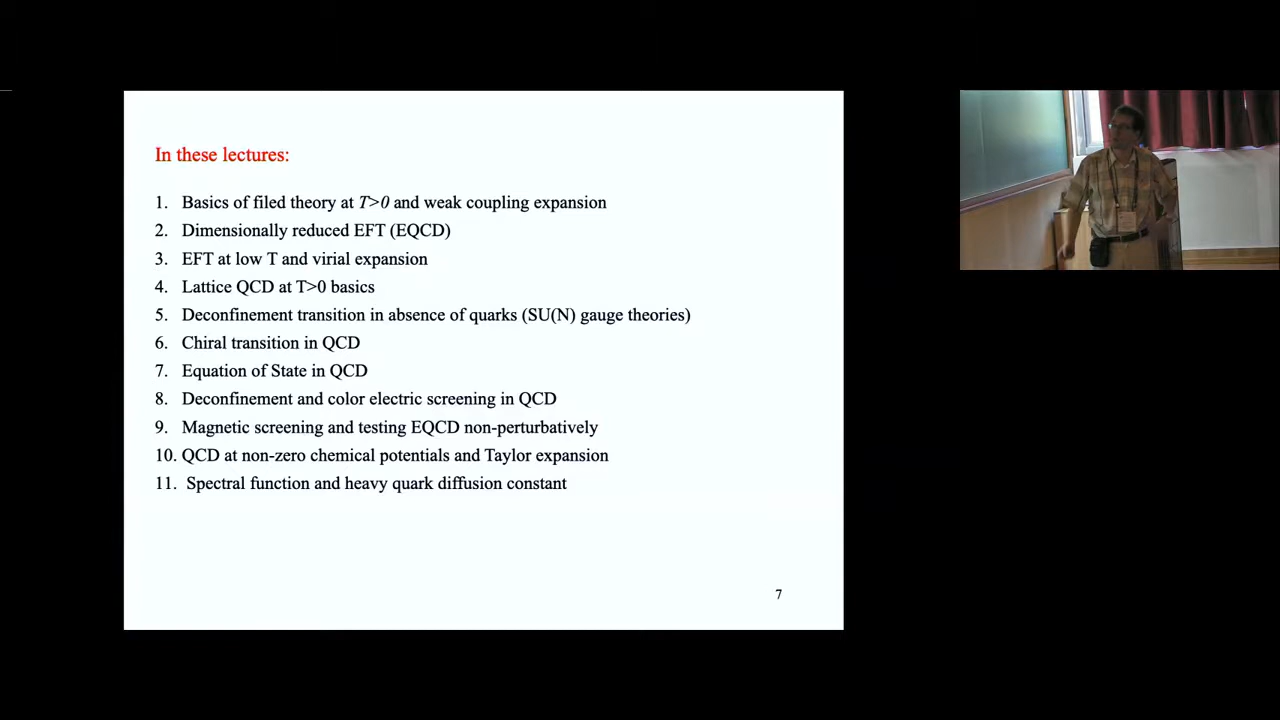 In these lectures:
1. Basics of filed theory at T>0 and weak coupling expansion
2. Dimensionally reduced EFT (EQCD)
3. EFT at low T and virial expansion
4. Lattice QCD at T>0 basics
5. Deconfinement transition in absence of quarks (SU(N) gauge theories)
6. Chiral transition in QCD
7. Equation of State in QCD
8. Deconfinement and color electric screening in QCD
9. Magnetic screening and testing EQCD non-perturbatively
10. QCD at non-zero chemical potentials and Taylor expansion
11. Spectral function and heavy quark diffusion constant
7